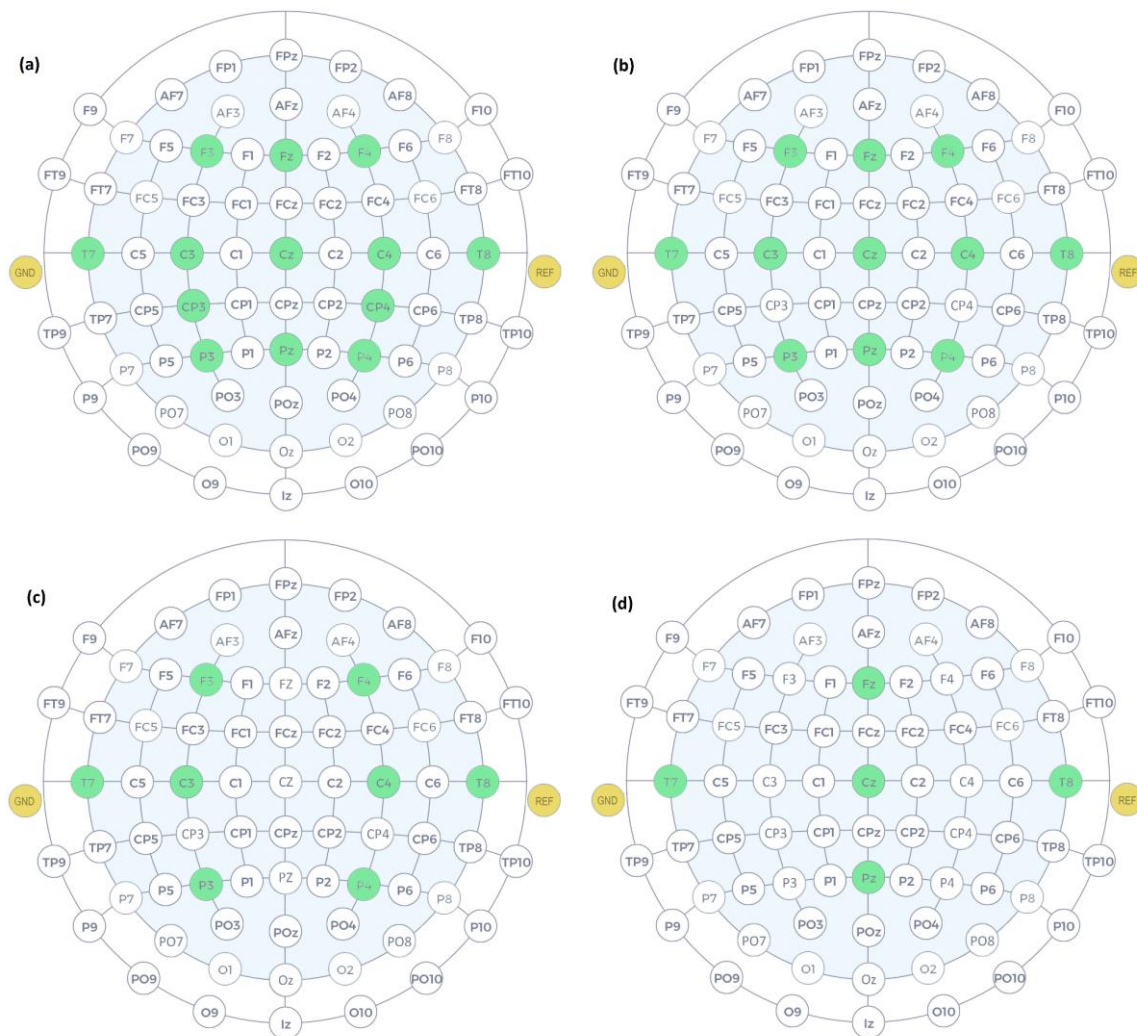 (a)
FPz
FP1 FP2
AF7 AF8
AFz
F9 AF3 AF4 F10
F7 F8
F5 F3 F1 Fz F2 F4 F6
FT9 FT7 FC5 FC3 FC1 FCz FC2 FC4 FC6 FT8 FT10
T7 C5 C3 C1 Cz C2 C4 C6 T8
GND REF
TP9 TP7 CP5 CP3 CP1 CPz CP2 CP4 CP6 TP8 TP10
P7 P5 P3 P1 Pz P2 P4 P6 P8
P9 PO3 PO4 P10
PO7 POz PO8
PO9 O1 Oz O2 PO10
O9 O10
Iz
(b)
FPz
FP1 FP2
AF7 AF8
AFz
F9 AF3 AF4 F10
F7 F8
F5 F3 F1 Fz F2 F4 F6
FT9 FT7 FC5 FC3 FC1 FCz FC2 FC4 FC6 FT8 FT10
T7 C5 C3 C1 Cz C2 C4 C6 T8
GND REF
TP9 TP7 CP5 CP3 CP1 CPz CP2 CP4 CP6 TP8 TP10
P7 P5 P3 P1 Pz P2 P4 P6 P8
P9 PO3 PO4 P10
PO7 POz PO8
PO9 O1 Oz O2 PO10
O9 O10
Iz
(c)
FPz
FP1 FP2
AF7 AF8
AFz
F9 AF3 AF4 F10
F7 F8
F5 F3 F1 FZ F2 F4 F6
FT9 FT7 FC5 FC3 FC1 FCz FC2 FC4 FC6 FT8 FT10
T7 C5 C3 C1 CZ C2 C4 C6 T8
GND REF
TP9 TP7 CP5 CP3 CP1 CPz CP2 CP4 CP6 TP8 TP10
P7 P5 P3 P1 PZ P2 P4 P6 P8
P9 PO3 PO4 P10
PO7 POz PO8
PO9 O1 Oz O2 PO10
O9 O10
Iz
(d)
FPz
FP1 FP2
AF7 AF8
AFz
F9 AF3 AF4 F10
F7 F8
F5 F3 F1 Fz F2 F4 F6
FT9 FT7 FC5 FC3 FC1 FCz FC2 FC4 FC6 FT8 FT10
T7 C5 C3 C1 Cz C2 C4 C6 T8
GND REF
TP9 TP7 CP5 CP3 CP1 CPz CP2 CP4 CP6 TP8 TP10
P7 P5 P3 P1 Pz P2 P4 P6 P8
P9 PO3 PO4 P10
PO7 POz PO8
PO9 O1 Oz O2 PO10
O9 O10
Iz